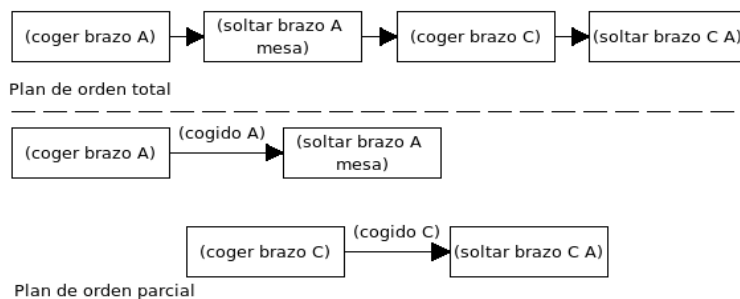 (coger brazo A)
(soltar brazo A
mesa)
(coger brazo C)
(soltar brazo C A)
Plan de orden total
(coger brazo A)
(cogido A)
(soltar brazo A
mesa)
(coger brazo C)
(cogido C)
(soltar brazo C A)
Plan de orden parcial